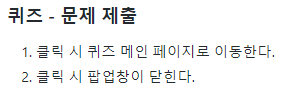 퀴즈 - 문제 제출
1. 클릭 시 퀴즈 메인 페이지로 이동한다.
2. 클릭 시 팝업창이 닫힌다.